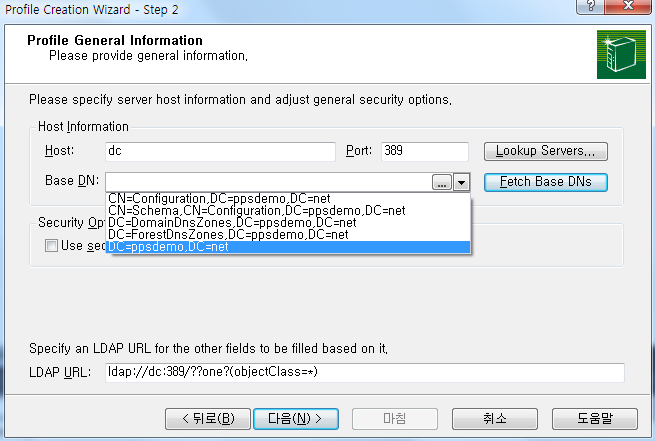 Profile Creation Wizard - Step 2
Profile General Information
Please provide general information.
Please specify server host information and adjust general security options.
Host Information
Host: dc Port: 389 Lookup Servers...
Base DN: ... Fetch Base DNs
CN=Configuration,DC=ppsdemo,DC=net
CN=Schema,CN=Configuration,DC=ppsdemo,DC=net
DC=DomainDnsZones,DC=ppsdemo,DC=net
DC=ForestDnsZones,DC=ppsdemo,DC=net
DC=ppsdemo,DC=net
Security Op
Use sec
Specify an LDAP URL for the other fields to be filled based on it.
LDAP URL: ldap://dc:389/??one?(objectClass=*)
< 뒤로(B) 다음(N) > 마침 취소 도움말